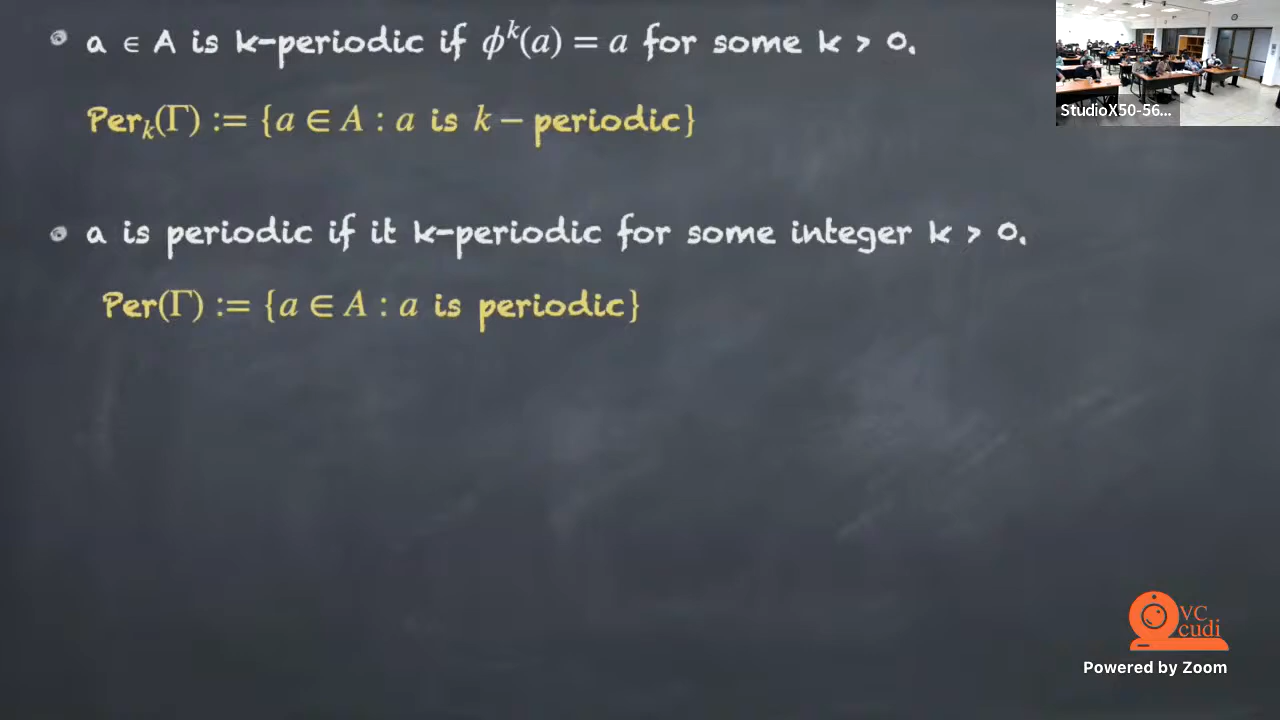 a ∈ A is k-periodic if ϕ^k(a) = a for some k > 0.
Per_k(Γ) := {a ∈ A : a is k − periodic}
a is periodic if it k-periodic for some integer k > 0.
Per(Γ) := {a ∈ A : a is periodic}
StudioX50-56...
VC
cudi
Powered by Zoom